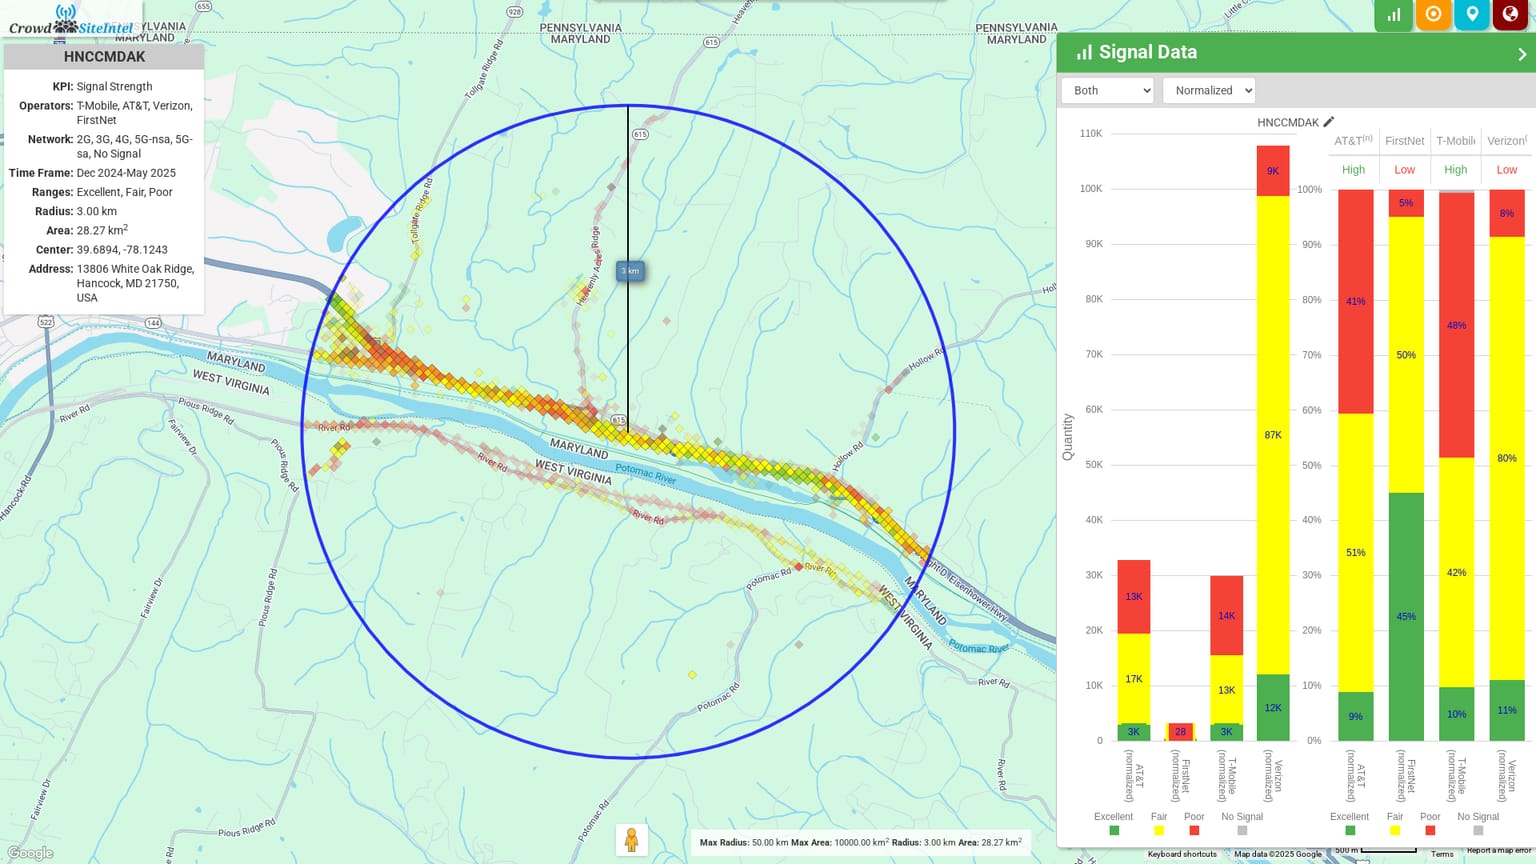 Crowd SiteIntel
HNCCMDAK
KPI: Signal Strength
Operators: T-Mobile, AT&T, Verizon,
FirstNet
Network: 2G, 3G, 4G, 5G-nsa, 5G-
sa, No Signal
Time Frame: Dec 2024-May 2025
Ranges: Excellent, Fair, Poor
Radius: 3.00 km
Area: 28.27 km²
Center: 39.6894, -78.1243
Address: 13806 White Oak Ridge,
Hancock, MD 21750,
USA
655
928
615
PENNSYLVANIA
MARYLAND
PENNSYLVANIA
MARYLAND
PENNSYLVANIA
MARYLAND
Tollgate Ridge Rd
615
Tollgate Ridge Rd
Heavenly Acres Ridge
3 km
522
144
MARYLAND
WEST VIRGINIA
River Rd
Pious Ridge Rd
Fairview Dr
Pious Ridge Rd
River Rd
615
Hollow Rd
Hollow Rd
MARYLAND
WEST VIRGINIA
Potomac River
River Rd
River Rd
Hancock Rd
Potomac Rd
River Rd
Fairview Dr
Pious Ridge Rd
MARYLAND
WEST VIRGINIA
ght D. Eisenhower Hwy
Potomac River
River Rd
Potomac Rd
Fairview Dr
Pious Ridge Rd
Potomac Rd
River Rd
Google
Max Radius: 50.00 km Max Area: 10000.00 km² Radius: 3.00 km Area: 28.27 km²
Signal Data
Both
Normalized
HNCCMDAK
Quantity
110K
100K
90K
80K
70K
60K
50K
40K
30K
20K
10K
0
13K
17K
3K
28
14K
13K
3K
9K
87K
12K
AT&T
(normalized)
FirstNet
(normalized)
T-Mobile
(normalized)
Verizon
(normalized)
Excellent
Fair
Poor
No Signal
AT&T(n)
FirstNet
T-Mobile
Verizon(
High
Low
High
Low
100%
90%
80%
70%
60%
50%
40%
30%
20%
10%
0%
41%
51%
9%
5%
50%
45%
48%
42%
10%
8%
80%
11%
AT&T
(normalized)
FirstNet
(normalized)
T-Mobile
(normalized)
Verizon
(normalized)
Excellent
Fair
Poor
No Signal
Keyboard shortcuts
Map data ©2025 Google
500 m
Terms
Report a map error